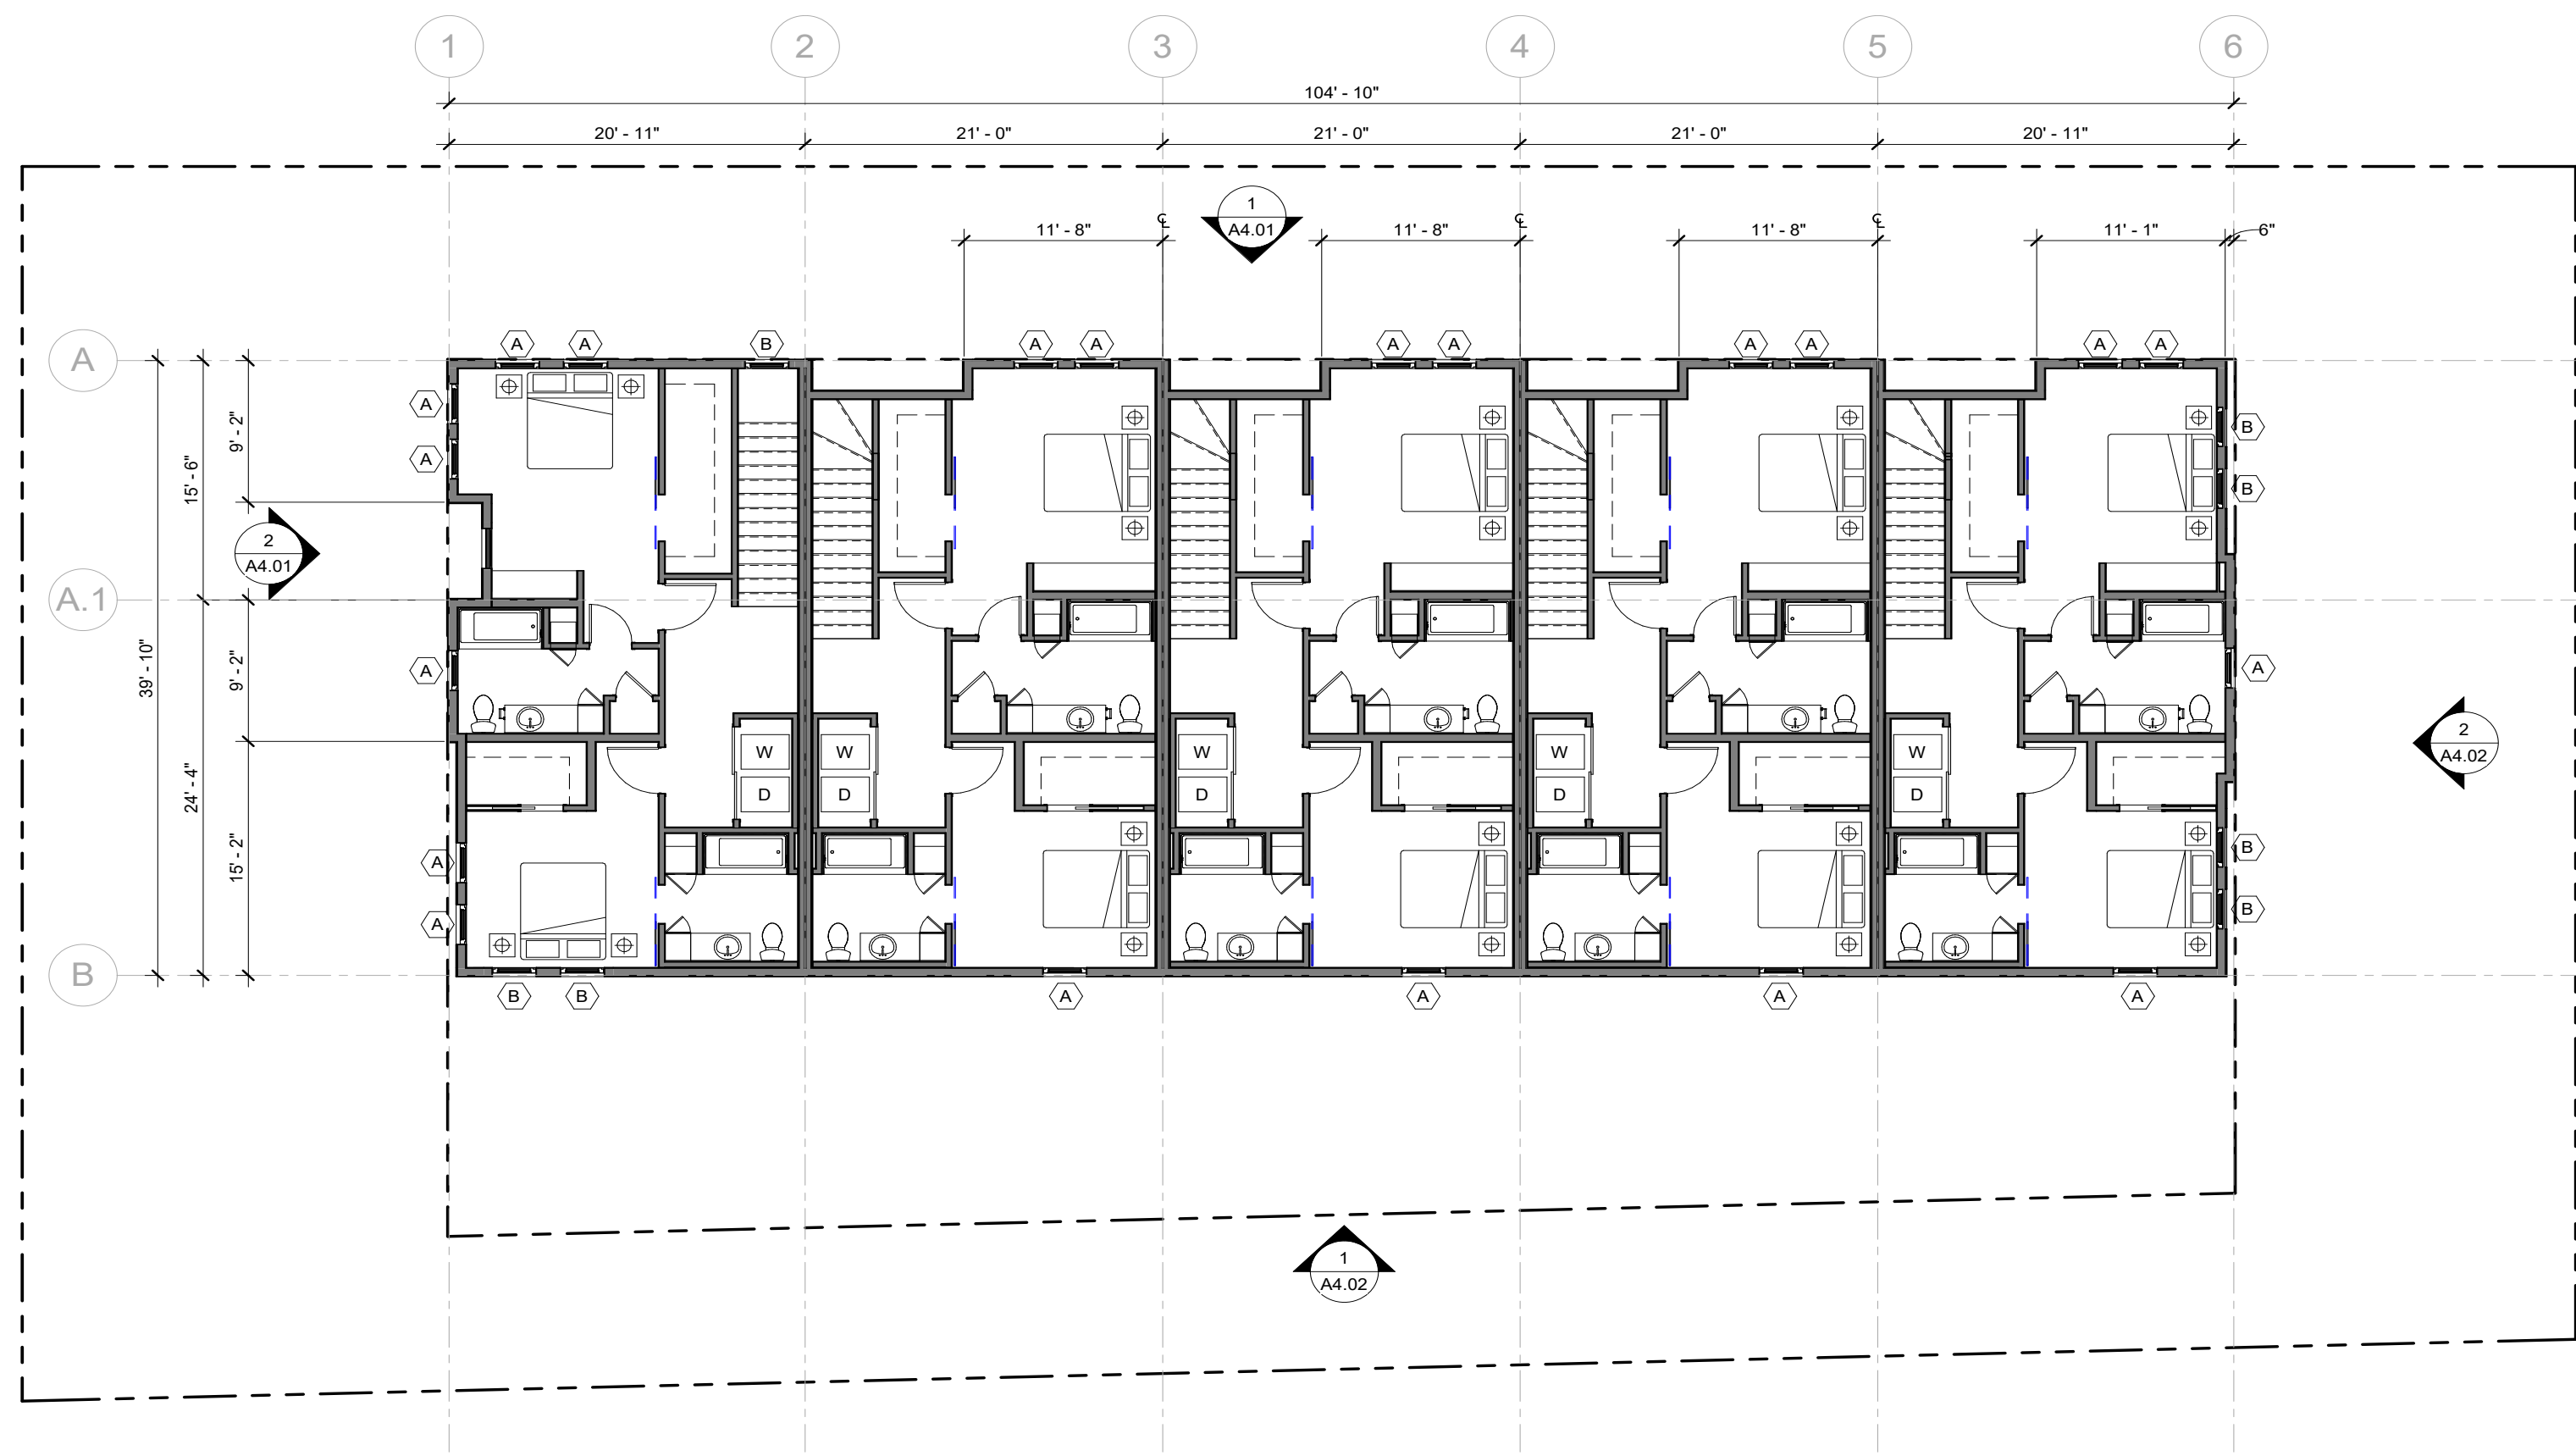 1 2 3 4 5 6
104' - 10"
20' - 11" 21' - 0" 21' - 0" 21' - 0" 20' - 11"
1
A4.01
11' - 8" ℄ 11' - 8" ℄ 11' - 8" ℄ 11' - 1" 6"
A A A B A A A A A A A A
A B
9' - 2"
A B
15' - 6"
2
A4.01
A.1
39' - 10"
9' - 2"
A A
24' - 4"
W W W W W
D D D D D
2
A4.02
15' - 2"
A B
A B
B
B B A A A A
1
A4.02